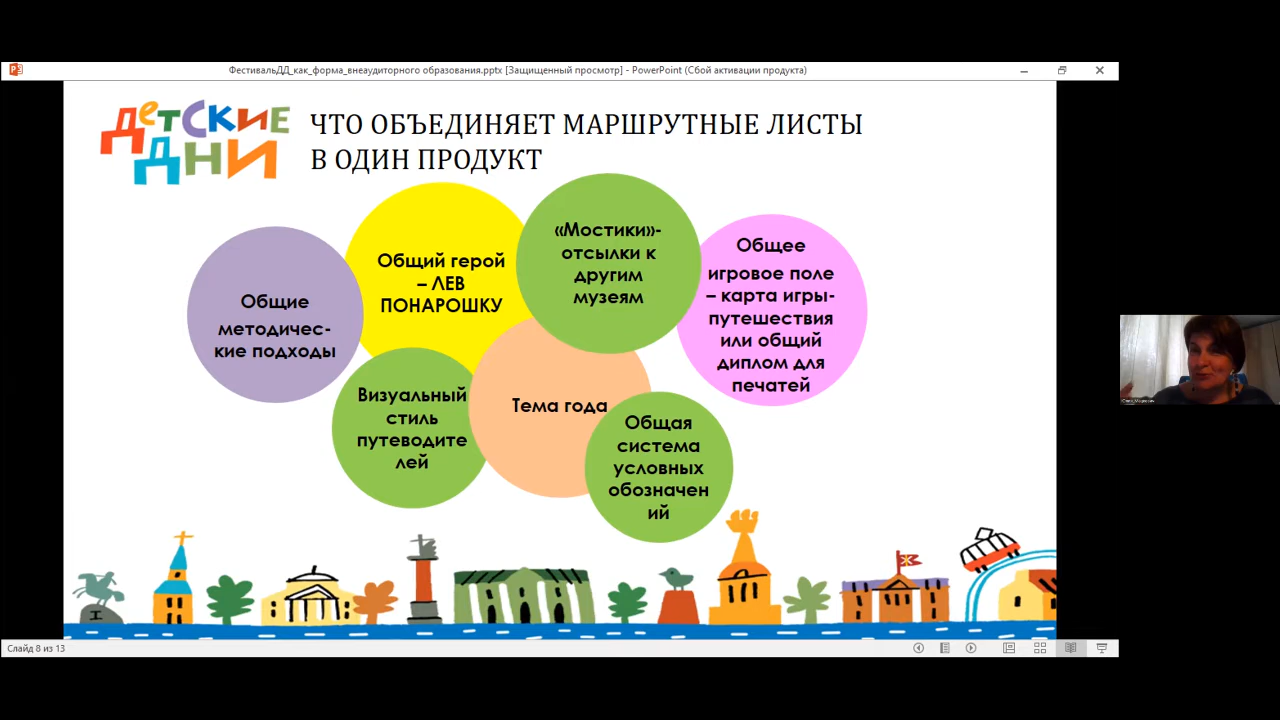 ФестивальДД_как_форма_внеаудиторного образования.pptx [Защищенный просмотр] - PowerPoint (Сбой активации продукта)
детские
дни
ЧТО ОБЪЕДИНЯЕТ МАРШРУТНЫЕ ЛИСТЫ
В ОДИН ПРОДУКТ
Общие
методичес-
кие подходы
Общий герой
– ЛЕВ
ПОНАРОШКУ
«Мостики»-
отсылки к
другим
музеям
Общее
игровое поле
– карта игры-
путешествия
или общий
диплом для
печатей
Визуальный
стиль
путеводите
лей
Тема года
Общая
система
условных
обозначен
ий
Слайд 8 из 13